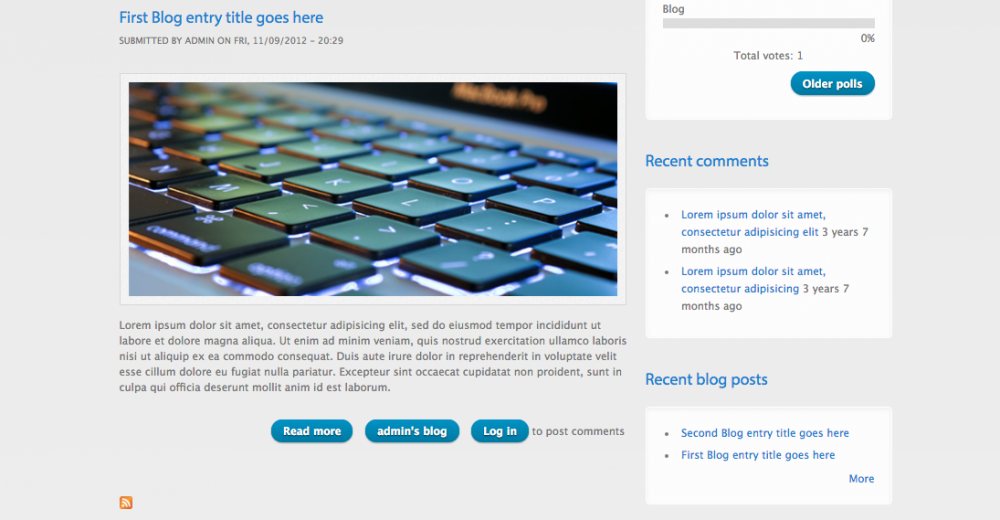 First Blog entry title goes here
SUBMITTED BY ADMIN ON FRI, 11/09/2012 - 20:29
MacBook Pro
N
M
K
L
O
P
<
>
⌘
command
option
Lorem ipsum dolor sit amet, consectetur adipisicing elit, sed do eiusmod tempor incididunt ut
labore et dolore magna aliqua. Ut enim ad minim veniam, quis nostrud exercitation ullamco laboris
nisi ut aliquip ex ea commodo consequat. Duis aute irure dolor in reprehenderit in voluptate velit
esse cillum dolore eu fugiat nulla pariatur. Excepteur sint occaecat cupidatat non proident, sunt in
culpa qui officia deserunt mollit anim id est laborum.
Read more admin's blog Log in to post comments
Blog
0%
Total votes: 1
Older polls
Recent comments
• Lorem ipsum dolor sit amet,
consectetur adipisicing elit 3 years 7
months ago
• Lorem ipsum dolor sit amet,
consectetur adipisicing 3 years 7
months ago
Recent blog posts
• Second Blog entry title goes here
• First Blog entry title goes here
More